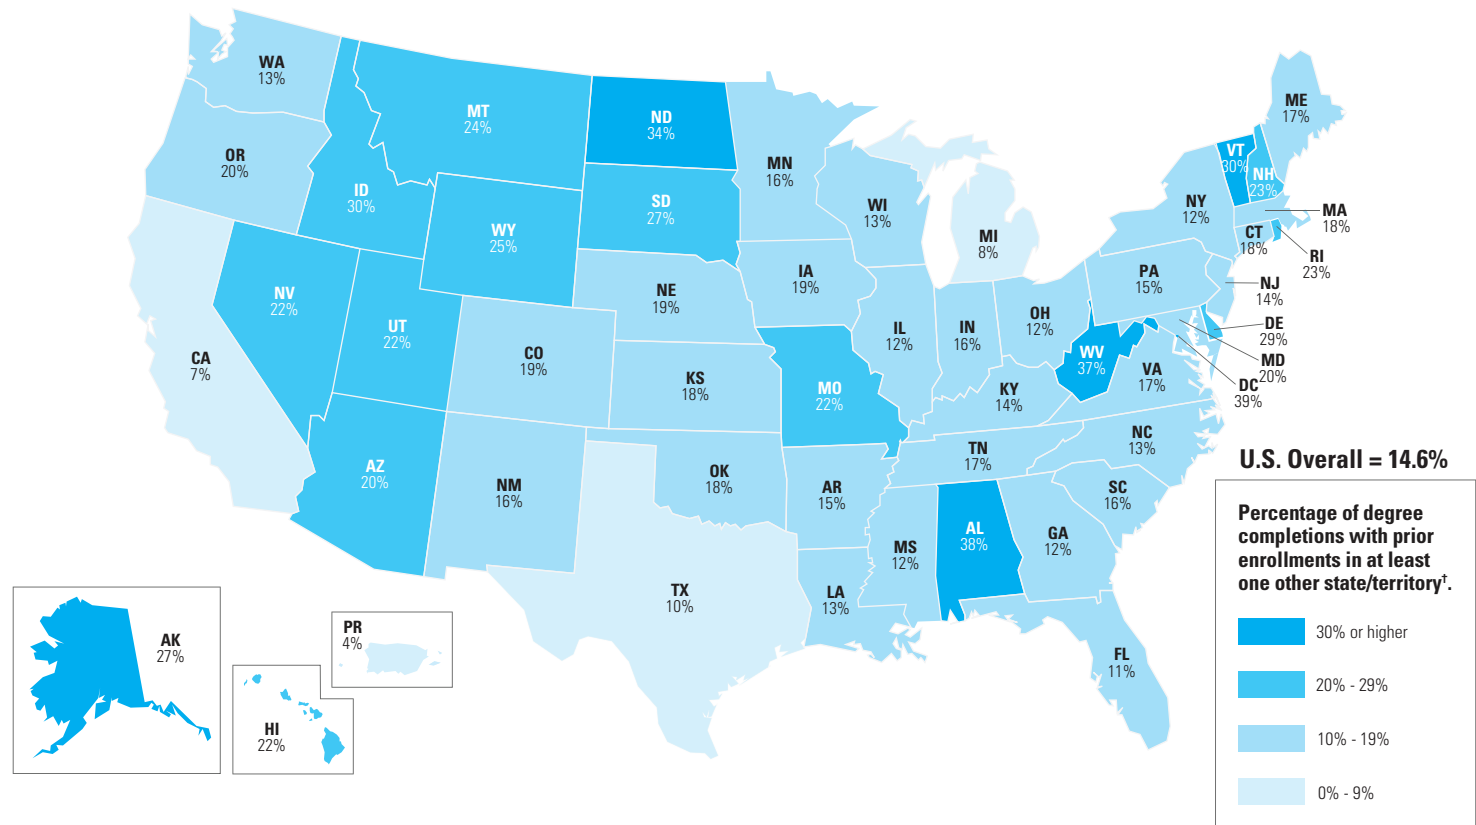 WA
13%
OR
20%
CA
7%
ID
30%
NV
22%
MT
24%
WY
25%
UT
22%
AZ
20%
CO
19%
NM
16%
ND
34%
SD
27%
NE
19%
KS
18%
OK
18%
TX
10%
MN
16%
IA
19%
MO
22%
AR
15%
LA
13%
WI
13%
IL
12%
MS
12%
MI
8%
IN
16%
OH
12%
KY
14%
TN
17%
AL
38%
GA
12%
FL
11%
SC
16%
NC
13%
VA
17%
WV
37%
PA
15%
NY
12%
VT
30%
NH
23%
ME
17%
MA
18%
CT
18%
RI
23%
NJ
14%
DE
29%
MD
20%
DC
39%
AK
27%
HI
22%
PR
4%
U.S. Overall = 14.6%
Percentage of degree
completions with prior
enrollments in at least
one other state/territory†.
30% or higher
20% - 29%
10% - 19%
0% - 9%